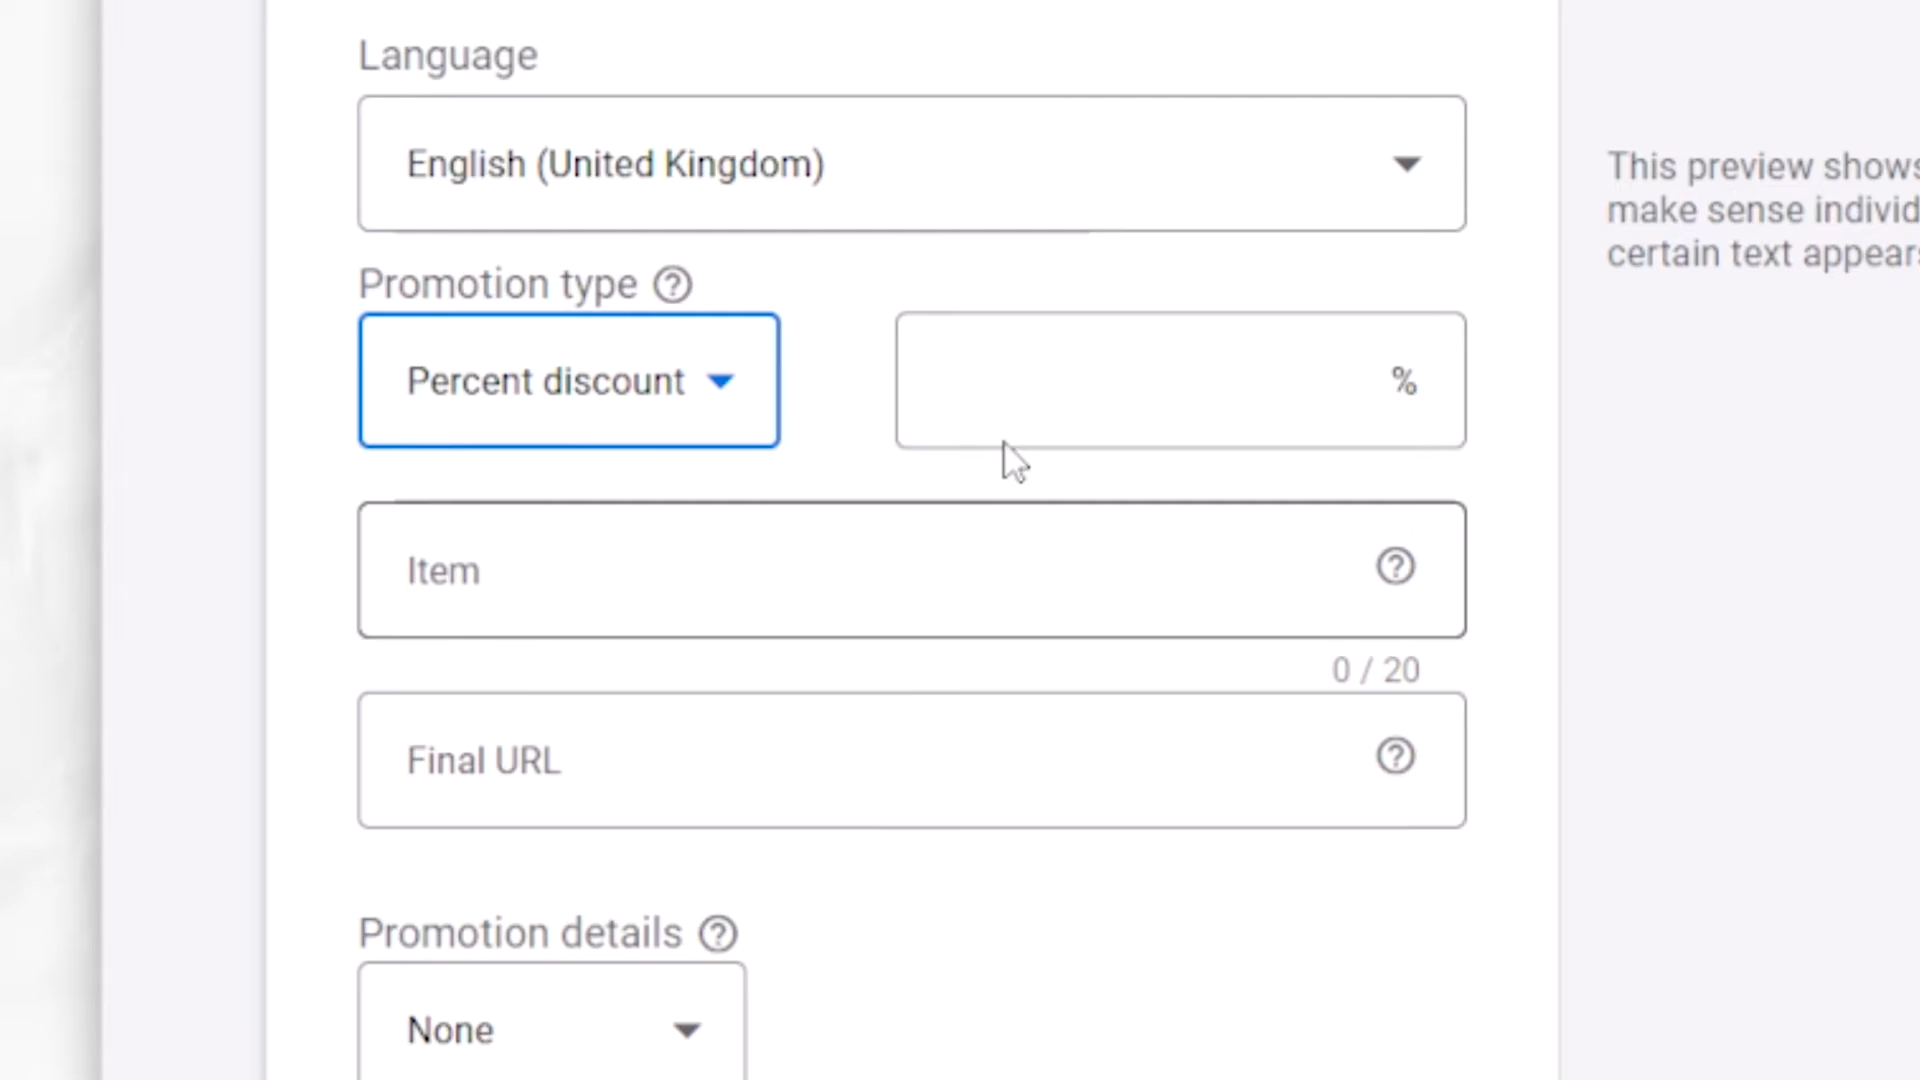 Language
English (United Kingdom)
Promotion type
Percent discount
%
Item
0 / 20
Final URL
Promotion details
None
This preview shows
make sense individ
certain text appears